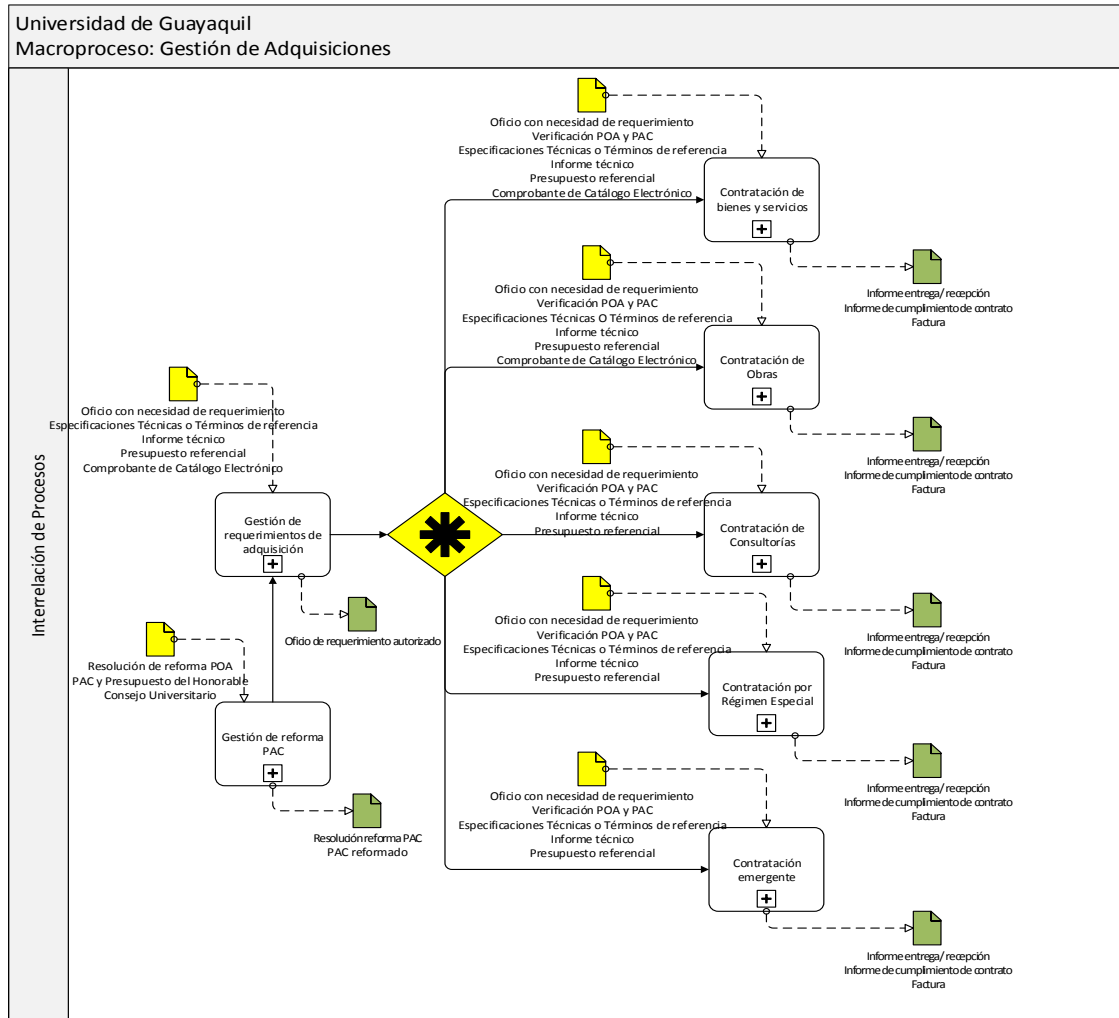 Universidad de Guayaquil
Macroproceso: Gestión de Adquisiciones
Interrelación de Procesos
Oficio con necesidad de requerimiento
Verificación POA y PAC
Especificaciones Técnicas o Términos de referencia
Informe técnico
Presupuesto referencial
Comprobante de Catálogo Electrónico
Contratación de
bienes y servicios
Informe entrega/ recepción
Informe de cumplimiento de contrato
Factura
Oficio con necesidad de requerimiento
Verificación POA y PAC
Especificaciones Técnicas O Términos de referencia
Informe técnico
Presupuesto referencial
Comprobante de Catálogo Electrónico
Contratación de
Obras
Informe entrega/ recepción
Informe de cumplimiento de contrato
Factura
Oficio con necesidad de requerimiento
Especificaciones Técnicas o Términos de referencia
Informe técnico
Presupuesto referencial
Comprobante de Catálogo Electrónico
Gestión de
requerimientos de
adquisición
Oficio de requerimiento autorizado
Oficio con necesidad de requerimiento
Verificación POA y PAC
Especificaciones Técnicas o Términos de referencia
Informe técnico
Presupuesto referencial
Contratación de
Consultorías
Informe entrega/ recepción
Informe de cumplimiento de contrato
Factura
Resolución de reforma POA
PAC y Presupuesto del Honorable
Consejo Universitario
Gestión de reforma
PAC
Resolución reforma PAC
PAC reformado
Oficio con necesidad de requerimiento
Verificación POA y PAC
Especificaciones Técnicas o Términos de referencia
Informe técnico
Presupuesto referencial
Contratación por
Régimen Especial
Informe entrega/ recepción
Informe de cumplimiento de contrato
Factura
Oficio con necesidad de requerimiento
Verificación POA y PAC
Especificaciones Técnicas o Términos de referencia
Informe técnico
Presupuesto referencial
Contratación
emergente
Informe entrega/ recepción
Informe de cumplimiento de contrato
Factura